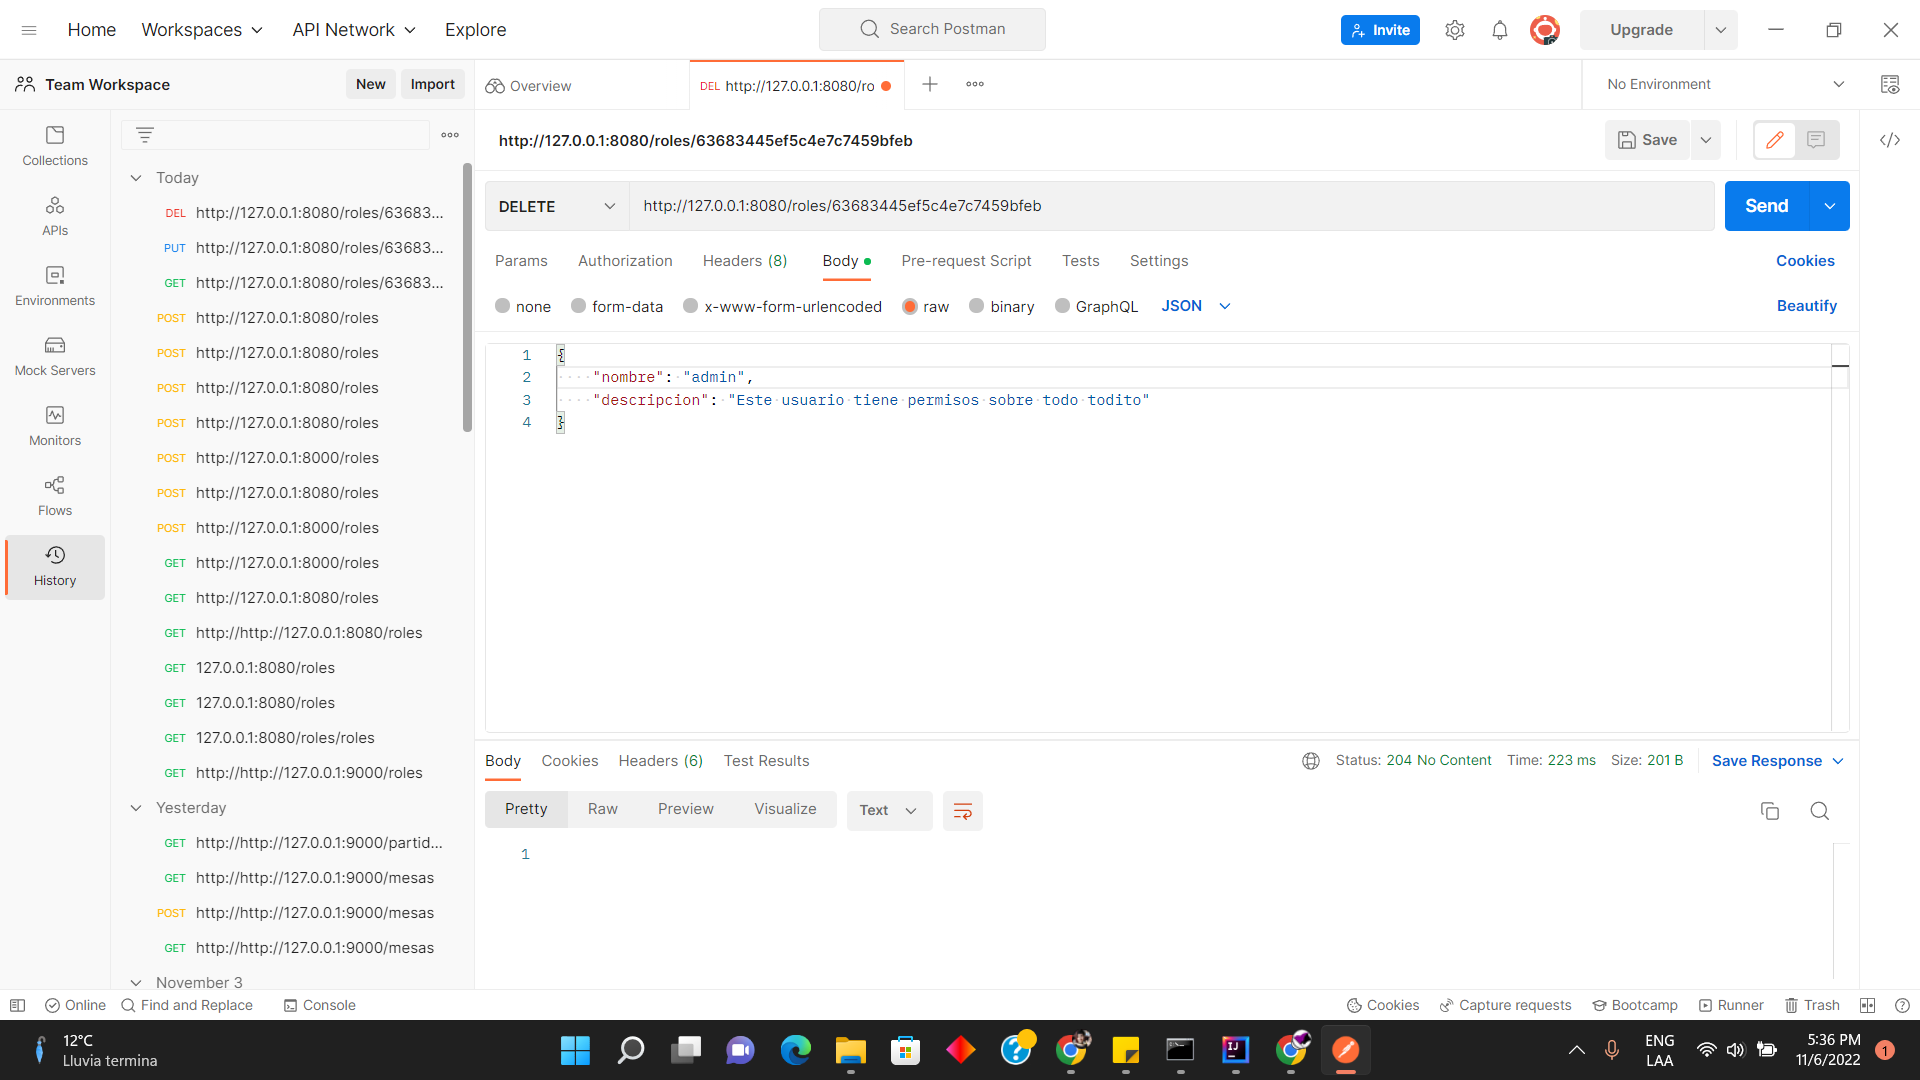 Home Workspaces API Network Explore Search Postman Invite Upgrade
Team Workspace New Import Overview DEL http://127.0.0.1:8080/ro No Environment
Collections
APIs
Environments
Mock Servers
Monitors
Flows
History
Today
DEL http://127.0.0.1:8080/roles/63683...
PUT http://127.0.0.1:8080/roles/63683...
GET http://127.0.0.1:8080/roles/63683...
POST http://127.0.0.1:8080/roles
POST http://127.0.0.1:8080/roles
POST http://127.0.0.1:8080/roles
POST http://127.0.0.1:8080/roles
POST http://127.0.0.1:8000/roles
POST http://127.0.0.1:8080/roles
POST http://127.0.0.1:8000/roles
GET http://127.0.0.1:8000/roles
GET http://127.0.0.1:8080/roles
GET http://http://127.0.0.1:8080/roles
GET 127.0.0.1:8080/roles
GET 127.0.0.1:8080/roles
GET 127.0.0.1:8080/roles/roles
GET http://http://127.0.0.1:9000/roles
Yesterday
GET http://http://127.0.0.1:9000/partid...
GET http://http://127.0.0.1:9000/mesas
POST http://http://127.0.0.1:9000/mesas
GET http://http://127.0.0.1:9000/mesas
November 3
http://127.0.0.1:8080/roles/63683445ef5c4e7c7459bfeb Save
DELETE http://127.0.0.1:8080/roles/63683445ef5c4e7c7459bfeb Send
Params Authorization Headers (8) Body Pre-request Script Tests Settings Cookies
none form-data x-www-form-urlencoded raw binary GraphQL JSON Beautify
1 {
2 "nombre": "admin",
3 "descripcion": "Este usuario tiene permisos sobre todo todito"
4 }
Body Cookies Headers (6) Test Results Status: 204 No Content Time: 223 ms Size: 201 B Save Response
Pretty Raw Preview Visualize Text
1
Online Find and Replace Console Cookies Capture requests Bootcamp Runner Trash
12°C
Lluvia termina
IJ
ENG
LAA
5:36 PM
11/6/2022
1